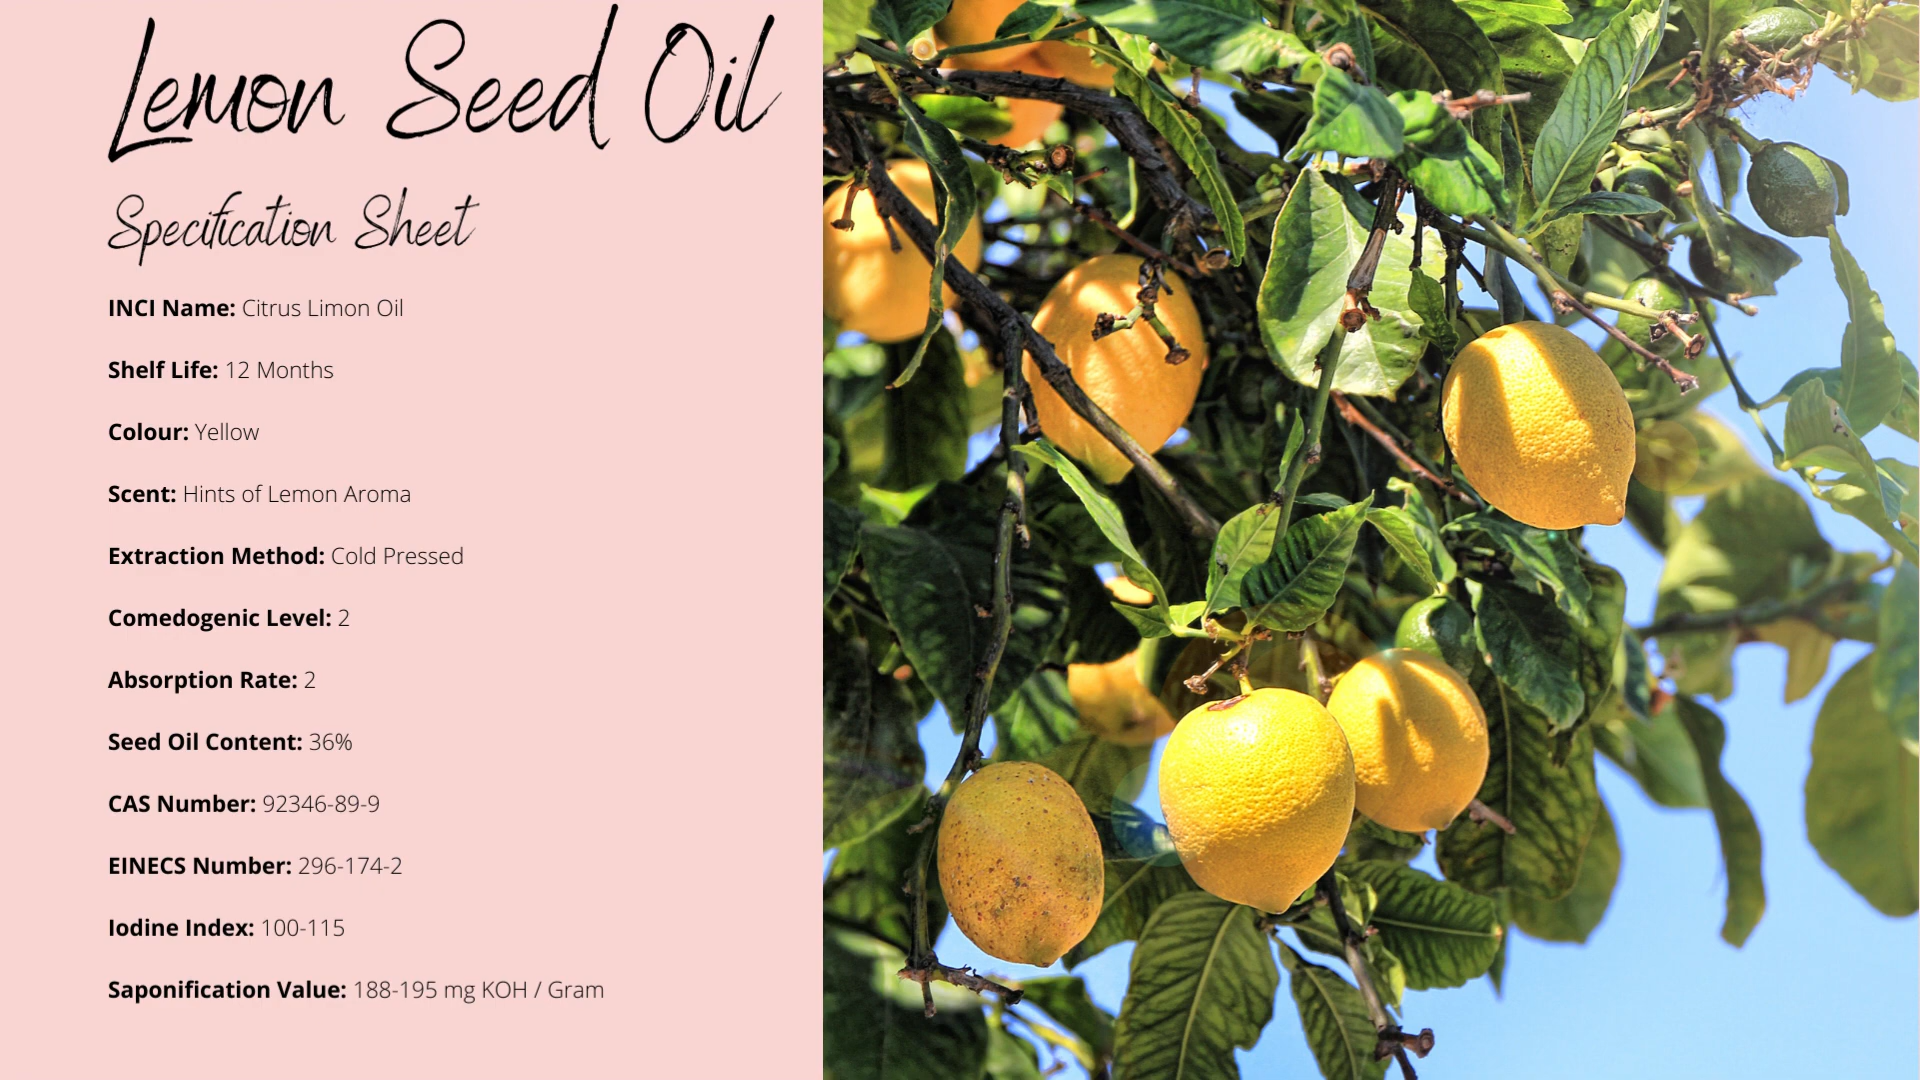 Lemon Seed Oil
Specification Sheet
INCI Name: Citrus Limon Oil
Shelf Life: 12 Months
Colour: Yellow
Scent: Hints of Lemon Aroma
Extraction Method: Cold Pressed
Comedogenic Level: 2
Absorption Rate: 2
Seed Oil Content: 36%
CAS Number: 92346-89-9
EINECS Number: 296-174-2
Iodine Index: 100-115
Saponification Value: 188-195 mg KOH / Gram